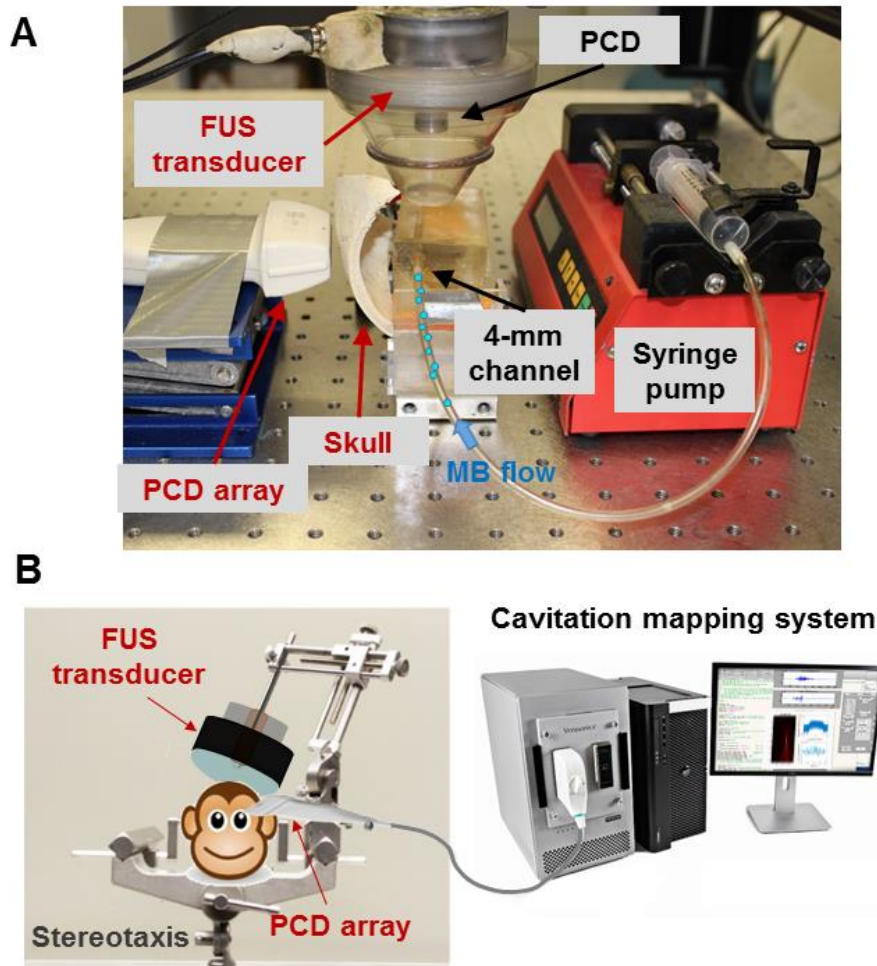 A
PCD
FUS
transducer
4-mm
channel
Syringe
pump
Skull
MB flow
PCD array
B
FUS
transducer
Cavitation mapping system
Verasonics
PCD array
Stereotaxis